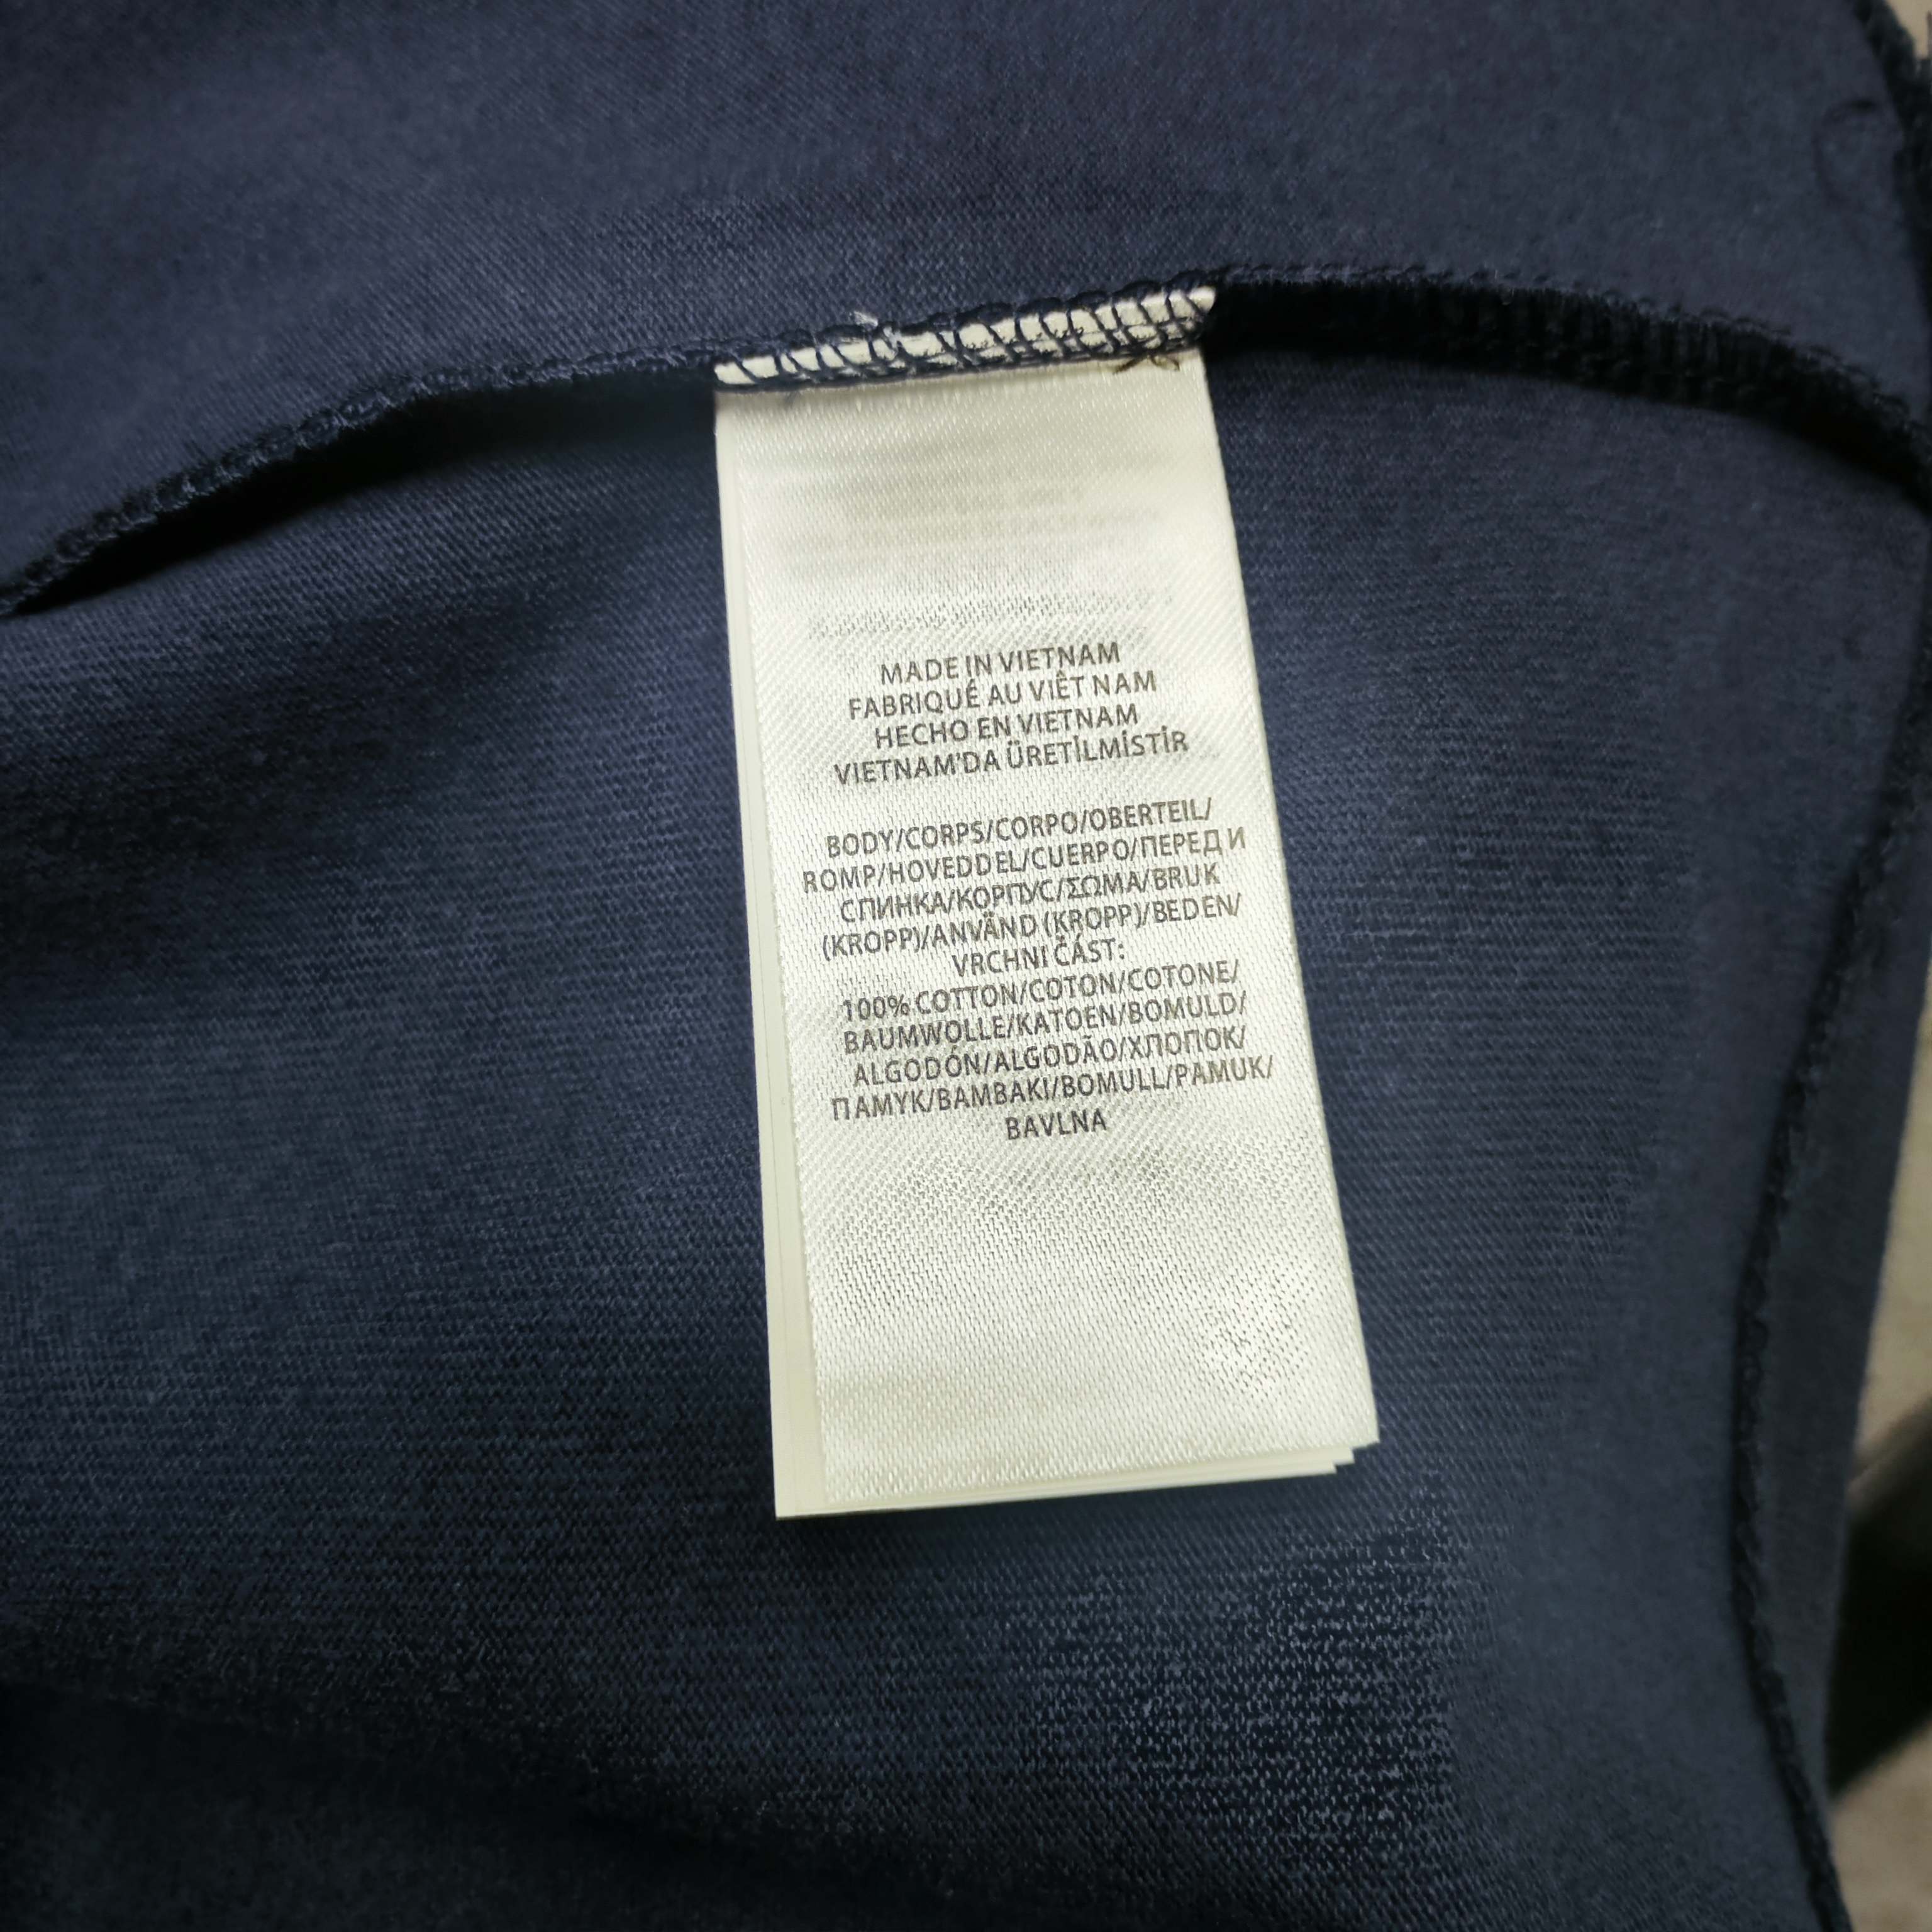 MADE IN VIETNAM
FABRIQUÉ AU VIÊT NAM
HECHO EN VIETNAM
VIETNAM'DA ÜRETİLMİSTİR
BODY/CORPS/CORPO/OBERTEIL/
ROMP/HOVEDDEL/CUERPO/ПЕРЕД И
СПИНКА/КОРПУС/ΣΩΜΑ/BRUK
(KROPP)/ANVÄND (KROPP)/BEDEN/
VRCHNI ČÁST:
100% COTTON/COTON/COTONE/
BAUMWOLLE/KATOEN/BOMULD/
ALGODÓN/ALGODÃO/ХЛОПОК/
ПАМУК/BAMBAKI/BOMULL/PAMUK/
BAVLNA